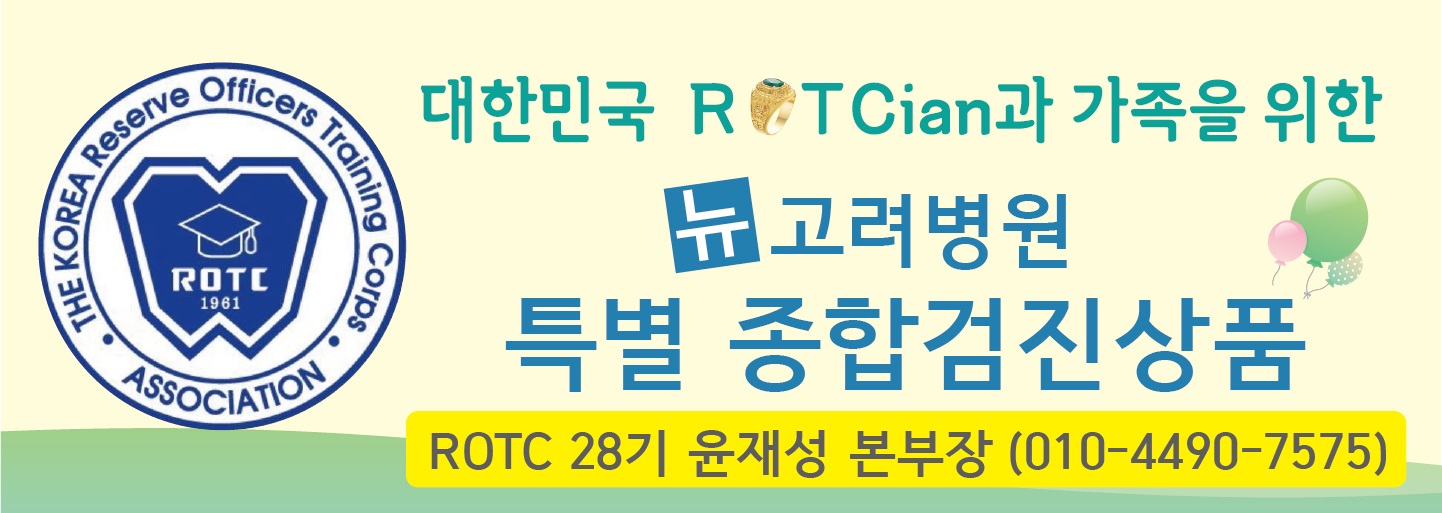 THE KOREA Reserve Officers Training Corps
ASSOCIATION
ROTC
1961
대한민국 ROTCian과 가족을 위한
뉴고려병원
특별 종합검진상품
ROTC 28기 윤재성 본부장 (010-4490-7575)